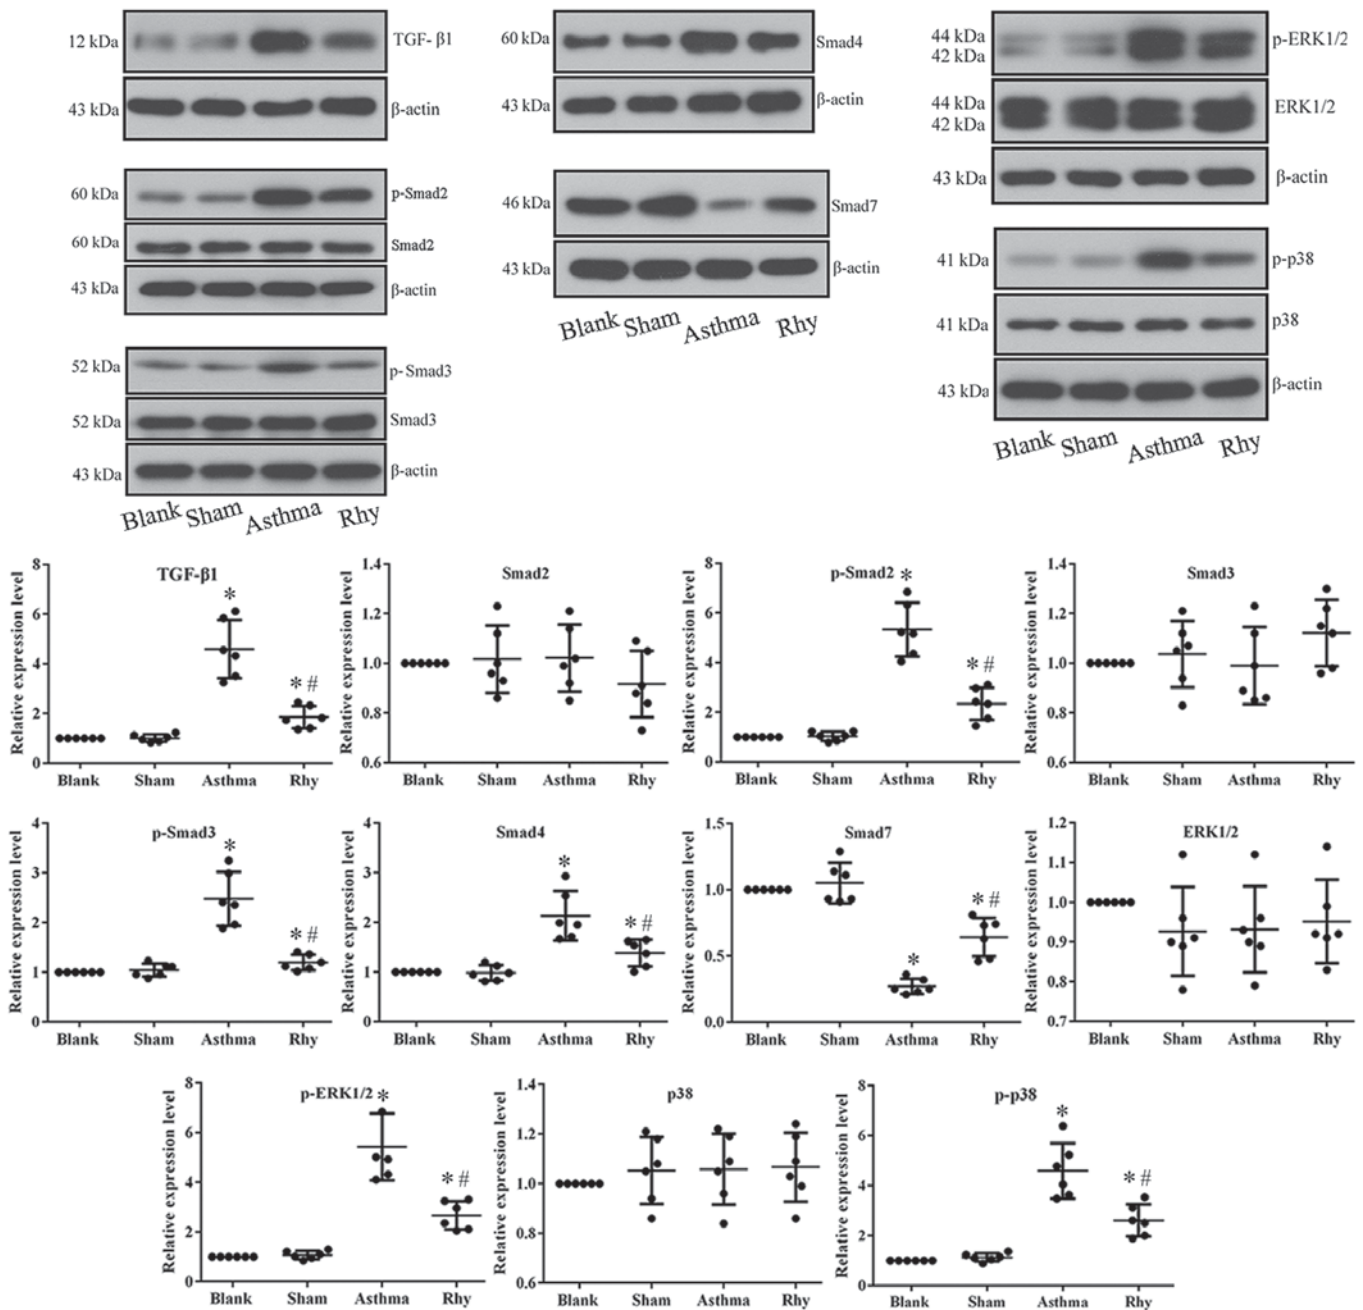 12 kDa TGF- β1
43 kDa β-actin
60 kDa p-Smad2
60 kDa Smad2
43 kDa β-actin
52 kDa p-Smad3
52 kDa Smad3
43 kDa β-actin
Blank Sham Asthma Rhy
60 kDa Smad4
43 kDa β-actin
46 kDa Smad7
43 kDa β-actin
Blank Sham Asthma Rhy
44 kDa p-ERK1/2
42 kDa
44 kDa ERK1/2
42 kDa
43 kDa β-actin
41 kDa p-p38
41 kDa p38
43 kDa β-actin
Blank Sham Asthma Rhy
TGF-β1
Relative expression level
8
6
4
2
0
* * #
Blank Sham Asthma Rhy
Smad2
Relative expression level
1.4
1.2
1.0
0.8
0.6
Blank Sham Asthma Rhy
p-Smad2
Relative expression level
8
6
4
2
0
* * #
Blank Sham Asthma Rhy
Smad3
Relative expression level
1.4
1.2
1.0
0.8
0.6
Blank Sham Asthma Rhy
p-Smad3
Relative expression level
4
3
2
1
0
* * #
Blank Sham Asthma Rhy
Smad4
Relative expression level
4
3
2
1
0
* * #
Blank Sham Asthma Rhy
Smad7
Relative expression level
1.5
1.0
0.5
0.0
* * #
Blank Sham Asthma Rhy
ERK1/2
Relative expression level
1.2
1.1
1.0
0.9
0.8
0.7
Blank Sham Asthma Rhy
p-ERK1/2
Relative expression level
8
6
4
2
0
* * #
Blank Sham Asthma Rhy
p38
Relative expression level
1.4
1.2
1.0
0.8
0.6
Blank Sham Asthma Rhy
p-p38
Relative expression level
8
6
4
2
0
* * #
Blank Sham Asthma Rhy